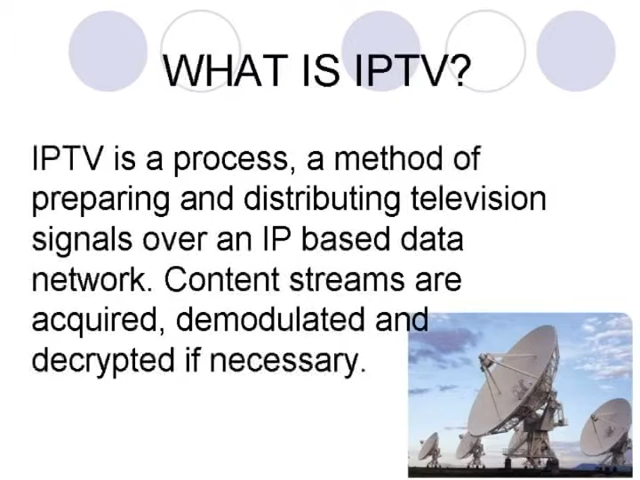 WHAT IS IPTV?
IPTV is a process, a method of
preparing and distributing television
signals over an IP based data
network. Content streams are
acquired, demodulated and
decrypted if necessary.